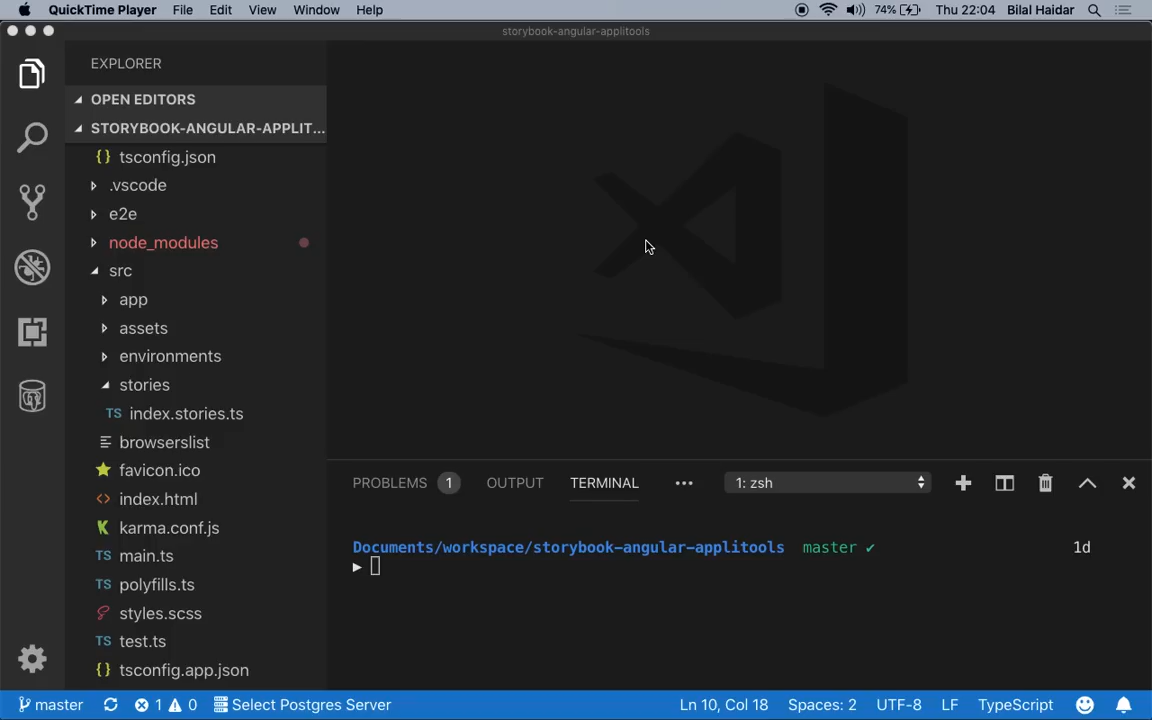 QuickTime Player File Edit View Window Help 74% Thu 22:04 Bilal Haidar
storybook-angular-applitools
EXPLORER
OPEN EDITORS
STORYBOOK-ANGULAR-APPLIT...
{} tsconfig.json
.vscode
e2e
node_modules
src
app
assets
environments
stories
TS index.stories.ts
browserslist
favicon.ico
<> index.html
karma.conf.js
TS main.ts
TS polyfills.ts
styles.scss
TS test.ts
{} tsconfig.app.json
PROBLEMS 1 OUTPUT TERMINAL ••• 1: zsh
Documents/workspace/storybook-angular-applitools master ✔ 1d
master 1 0 Select Postgres Server Ln 10, Col 18 Spaces: 2 UTF-8 LF TypeScript